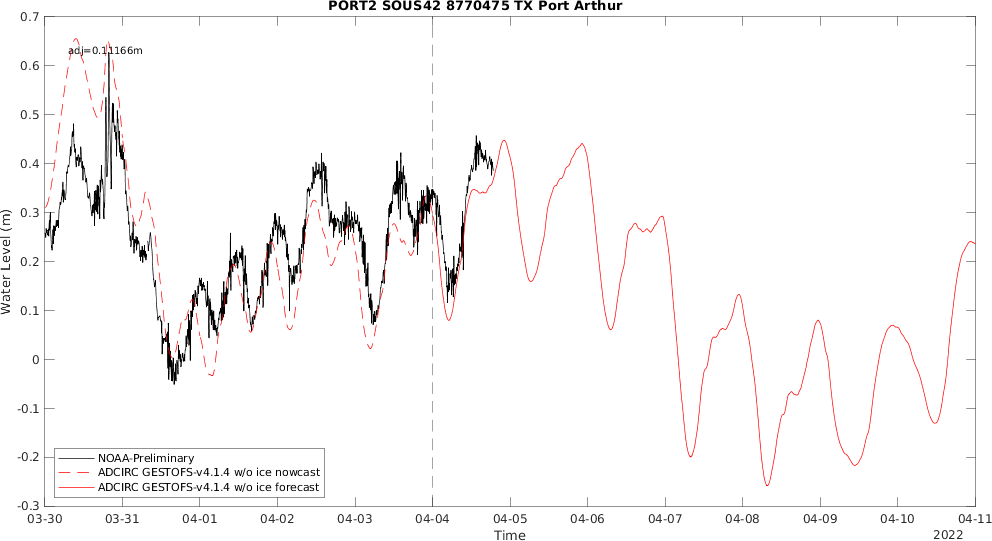 PORT2 SOUS42 8770475 TX Port Arthur
0.7
adj=0.11166m
0.6
0.5
0.4
0.3
0.2
0.1
0
-0.1
-0.2
-0.3
Water Level (m)
NOAA-Preliminary
ADCIRC GESTOFS-v4.1.4 w/o ice nowcast
ADCIRC GESTOFS-v4.1.4 w/o ice forecast
03-30 03-31 04-01 04-02 04-03 04-04 04-05 04-06 04-07 04-08 04-09 04-10 04-11
Time
2022